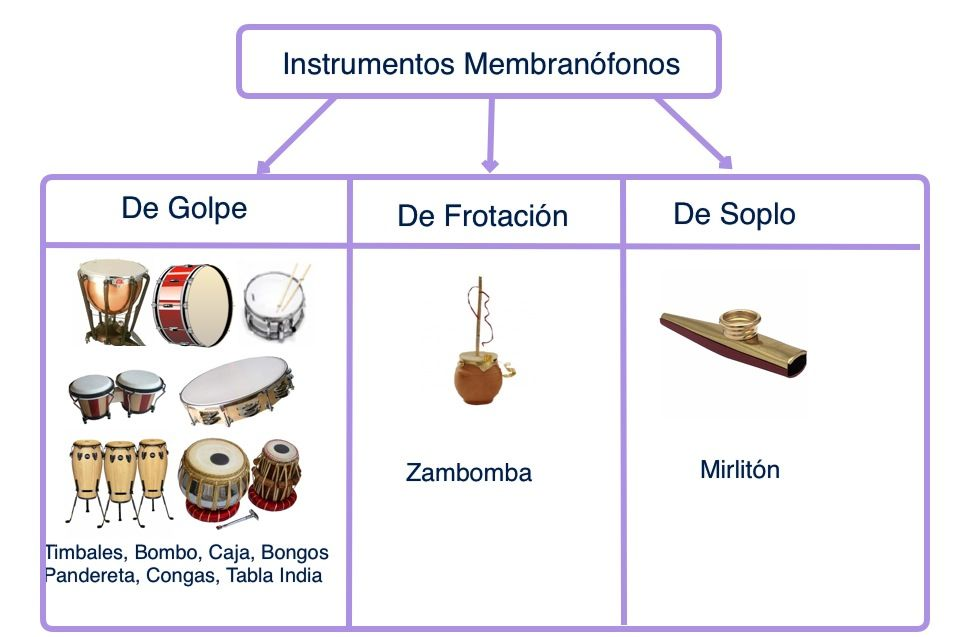 Instrumentos Membranófonos
De Golpe
De Frotación
De Soplo
Zambomba
Mirlitón
Timbales, Bombo, Caja, Bongos
Pandereta, Congas, Tabla India